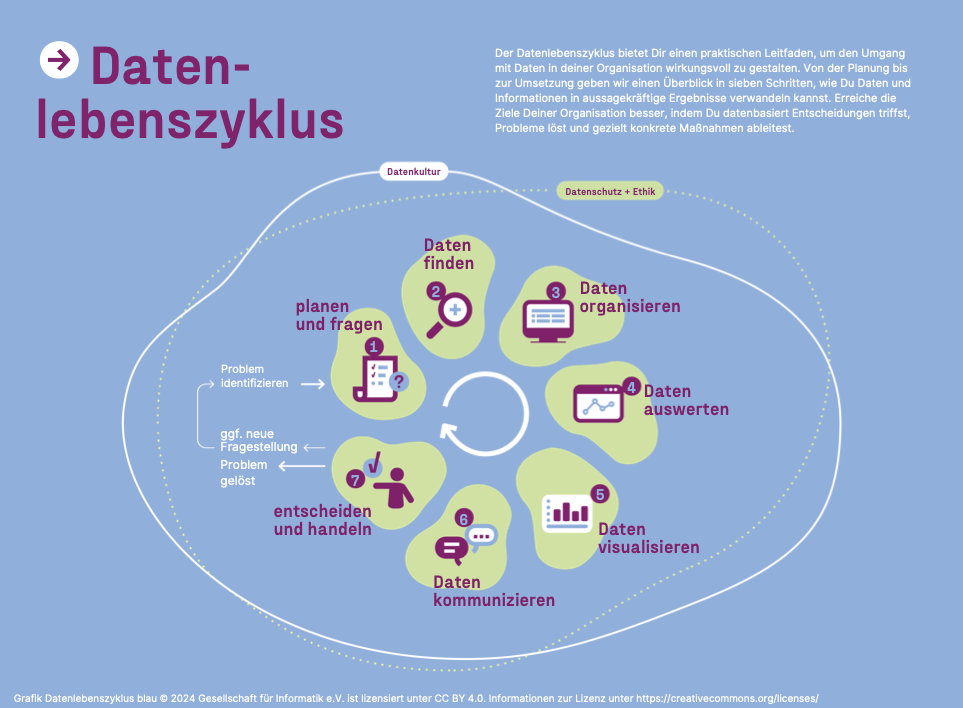 Daten-
lebenszyklus
Der Datenlebenszyklus bietet Dir einen praktischen Leitfaden, um den Umgang
mit Daten in deiner Organisation wirkungsvoll zu gestalten. Von der Planung bis
zur Umsetzung geben wir einen Überblick in sieben Schritten, wie Du Daten und
Informationen in aussagekräftige Ergebnisse verwandeln kannst. Erreiche die
Ziele Deiner Organisation besser, indem Du datenbasiert Entscheidungen triffst,
Probleme löst und gezielt konkrete Maßnahmen ableitest.
Datenkultur
Datenschutz + Ethik
planen
und fragen
1
?
Daten
finden
2
Daten
organisieren
3
Daten
auswerten
4
Daten
visualisieren
5
Daten
kommunizieren
6
entscheiden
und handeln
7
Problem
identifizieren
ggf. neue
Fragestellung
Problem
gelöst
Grafik Datenlebenszyklus blau © 2024 Gesellschaft für Informatik e.V. ist lizensiert unter CC BY 4.0. Informationen zur Lizenz unter https://creativecommons.org/licenses/